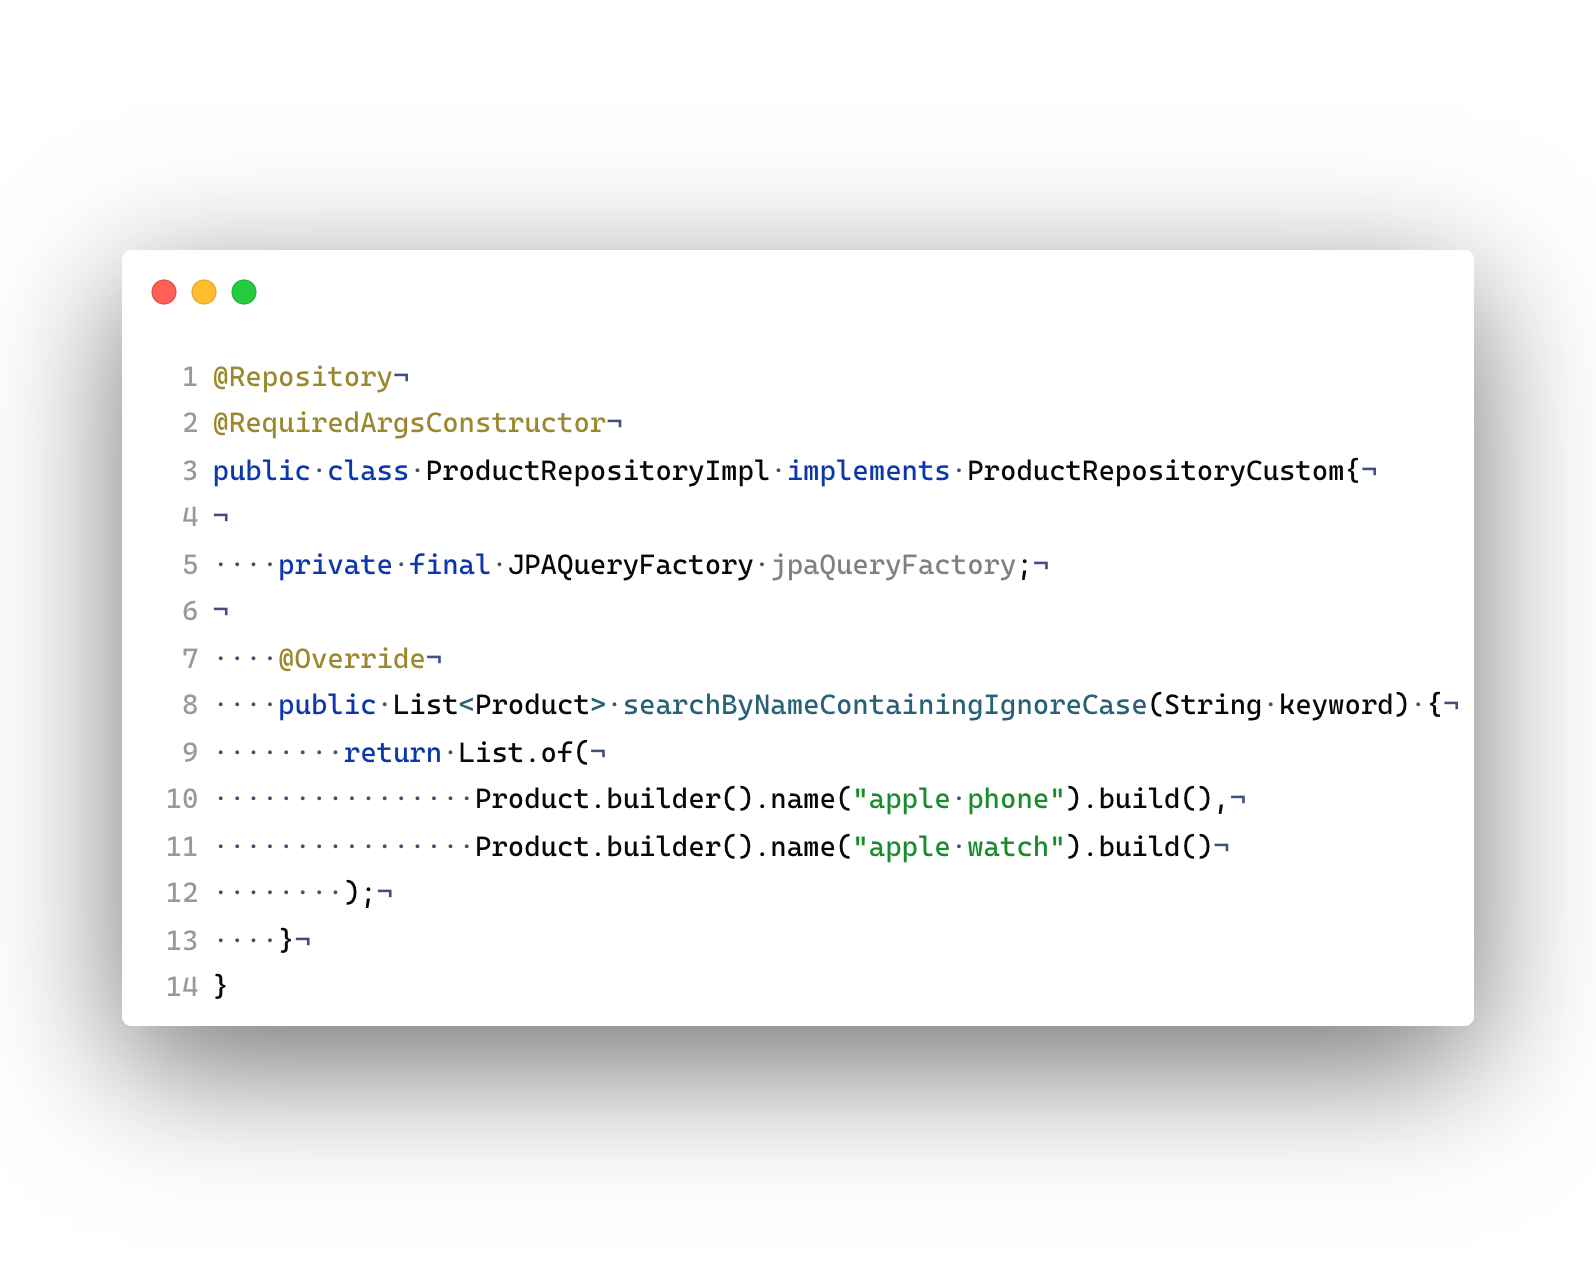 1 @Repository¬
2 @RequiredArgsConstructor¬
3 public·class·ProductRepositoryImpl·implements·ProductRepositoryCustom{¬
4 ¬
5 ····private·final·JPAQueryFactory·jpaQueryFactory;¬
6 ¬
7 ····@Override¬
8 ····public·List<Product>·searchByNameContainingIgnoreCase(String·keyword)·{¬
9 ········return·List.of(¬
10 ················Product.builder().name("apple·phone").build(),¬
11 ················Product.builder().name("apple·watch").build()¬
12 ········);¬
13 ····}¬
14 }